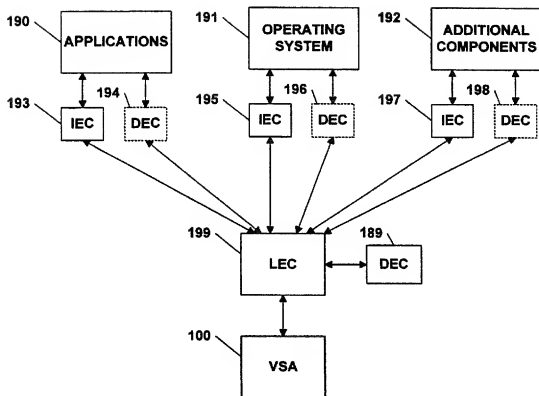 190
APPLICATIONS
191
OPERATING
SYSTEM
192
ADDITIONAL
COMPONENTS
193
IEC
194
DEC
195
IEC
196
DEC
197
IEC
198
DEC
199
LEC
189
DEC
100
VSA